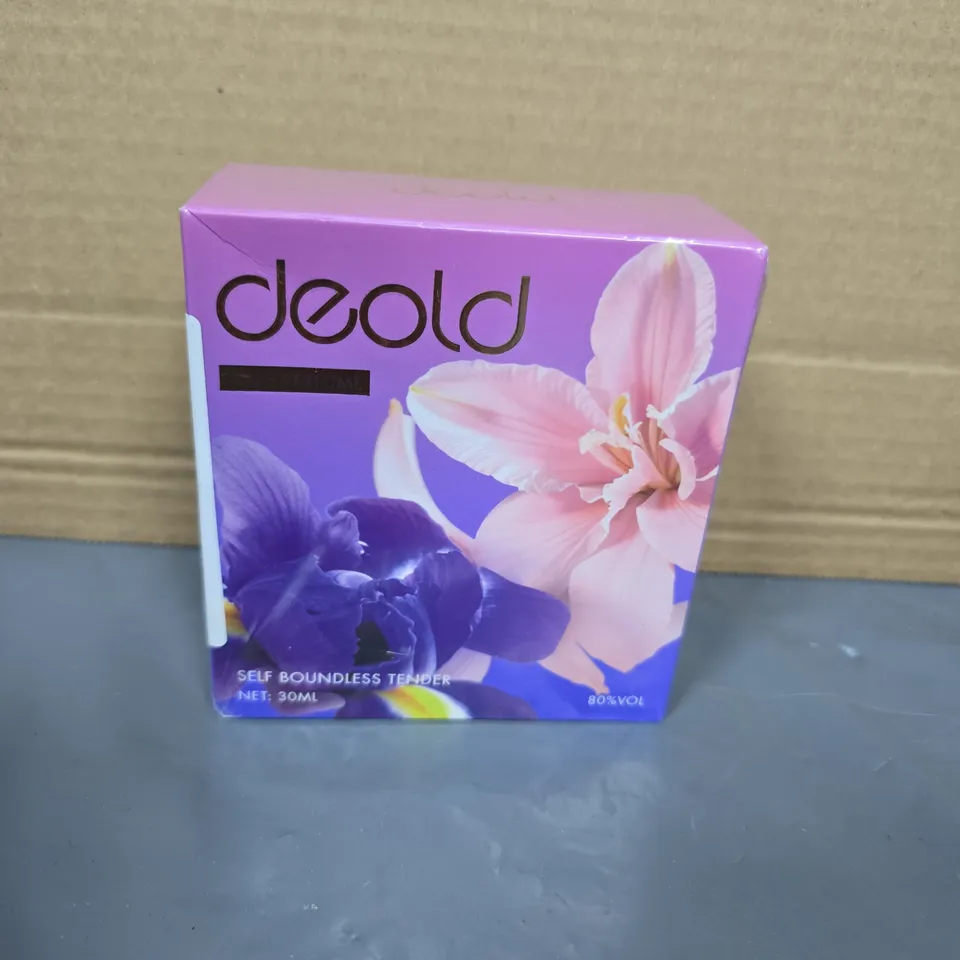 deold
SELF BOUNDLESS TENDER
NET: 30ML
80%VOL